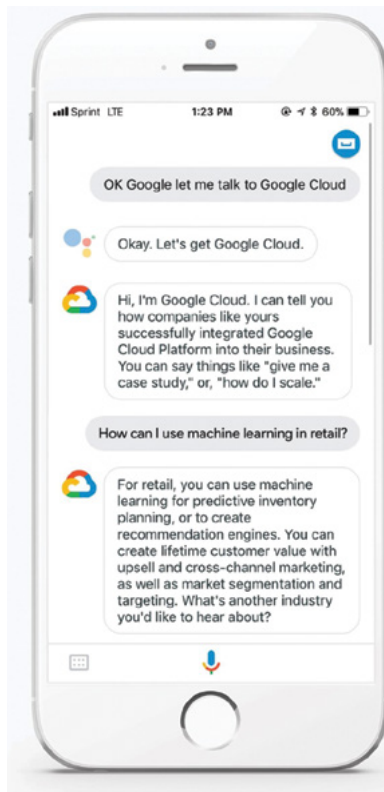 Sprint LTE 1:23 PM 60%
OK Google let me talk to Google Cloud
Okay. Let's get Google Cloud.
Hi, I'm Google Cloud. I can tell you
how companies like yours
successfully integrated Google
Cloud Platform into their business.
You can say things like "give me a
case study," or, "how do I scale."
How can I use machine learning in retail?
For retail, you can use machine
learning for predictive inventory
planning, or to create
recommendation engines. You can
create lifetime customer value with
upsell and cross-channel marketing,
as well as market segmentation and
targeting. What's another industry
you'd like to hear about?